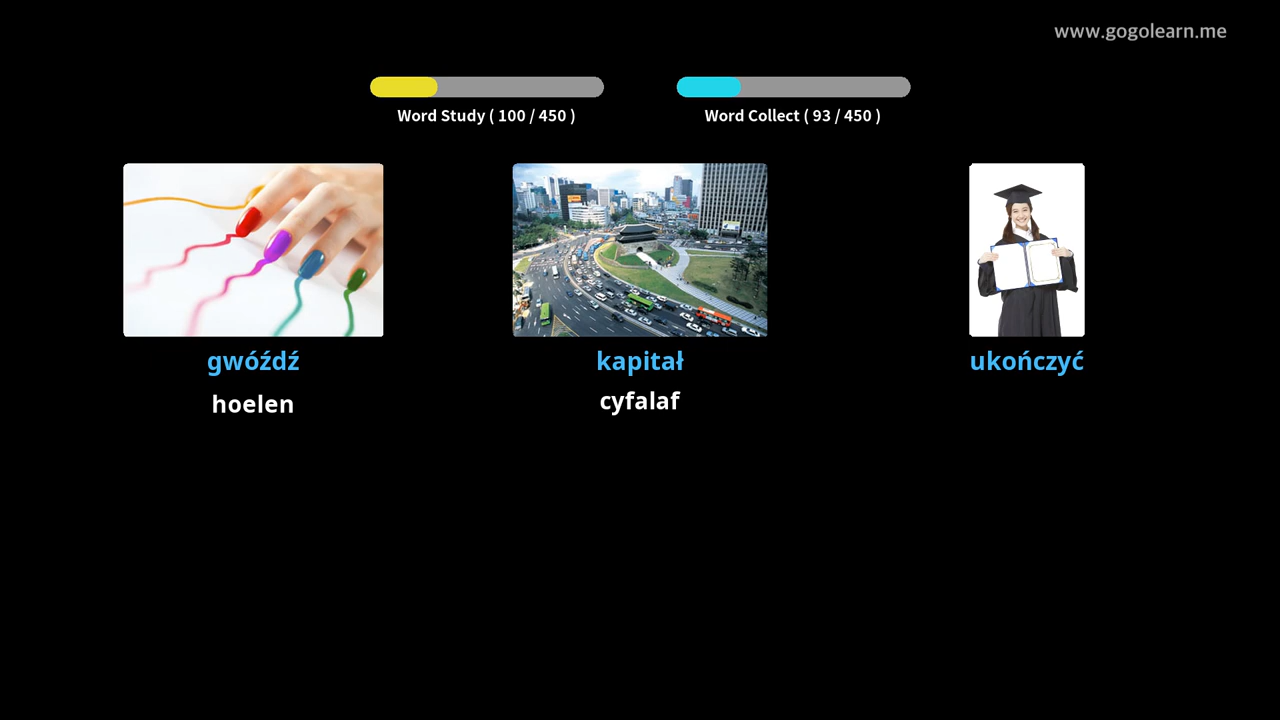 www.gogolearn.me
Word Study ( 100 / 450 )
Word Collect ( 93 / 450 )
gwóźdź
kapitał
ukończyć
hoelen
cyfalaf